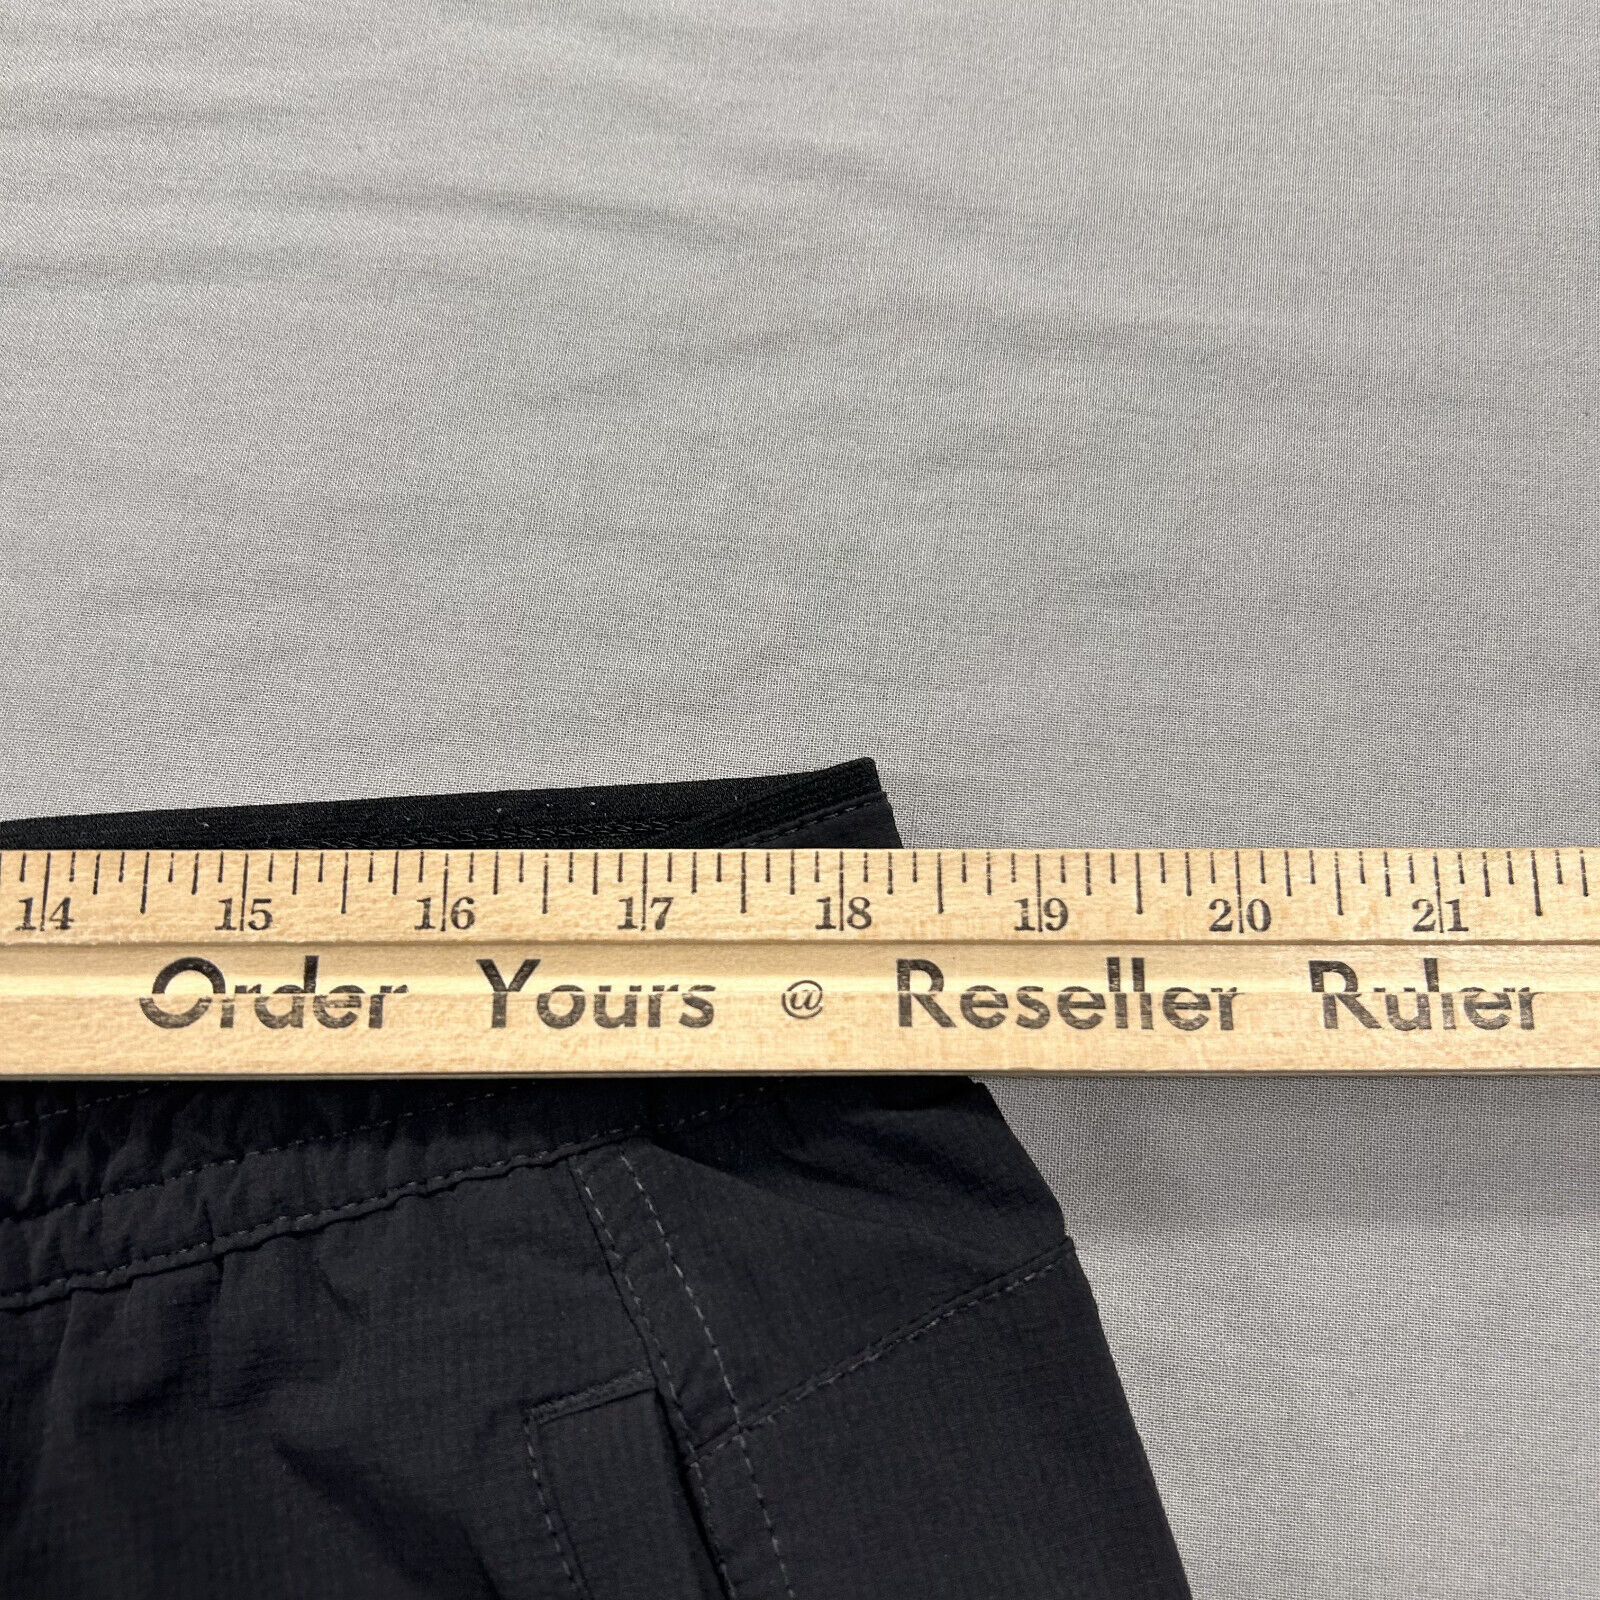 14 15 16 17 18 19 20 21
Order Yours @ Reseller Ruler